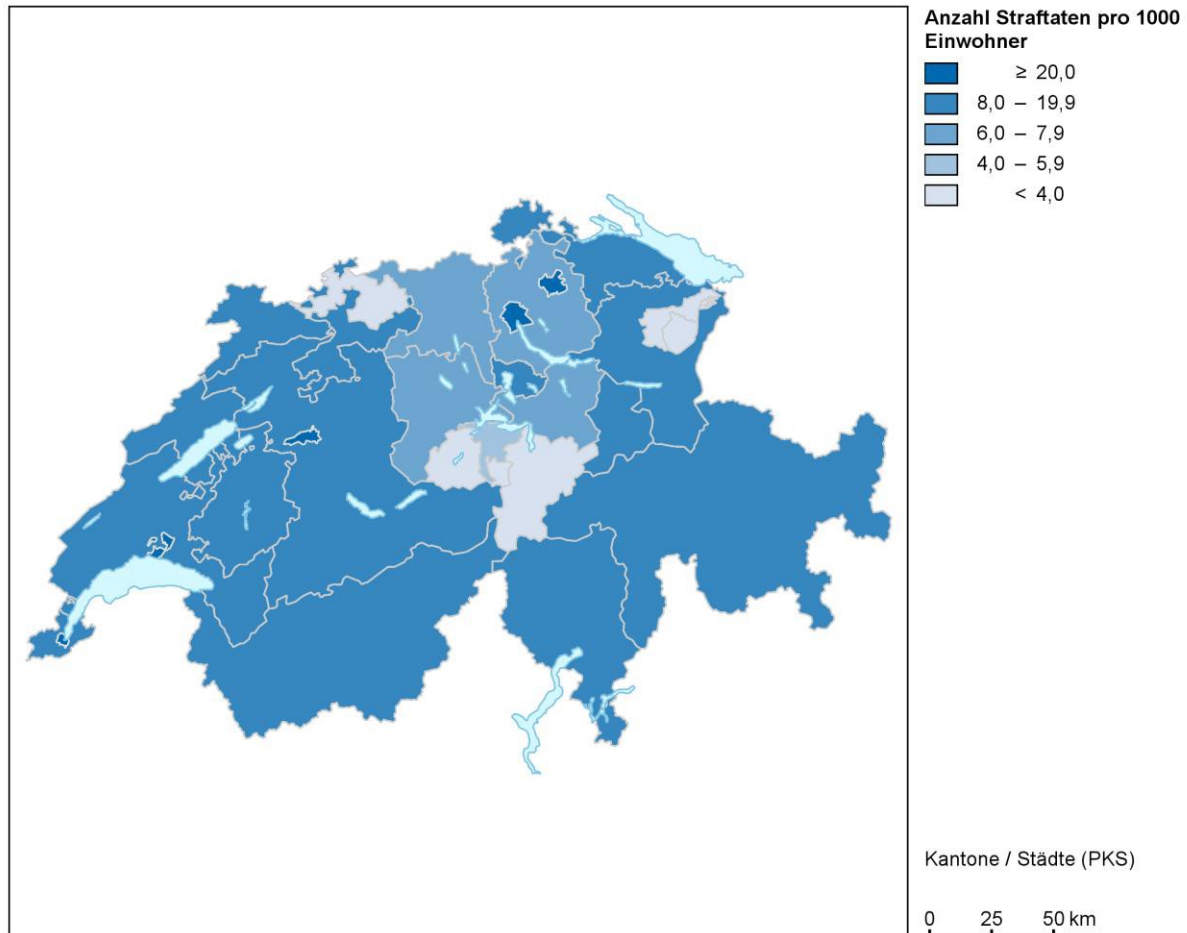 Anzahl Straftaten pro 1000
Einwohner
≥ 20,0
8,0 – 19,9
6,0 – 7,9
4,0 – 5,9
< 4,0
Kantone / Städte (PKS)
0 25 50 km